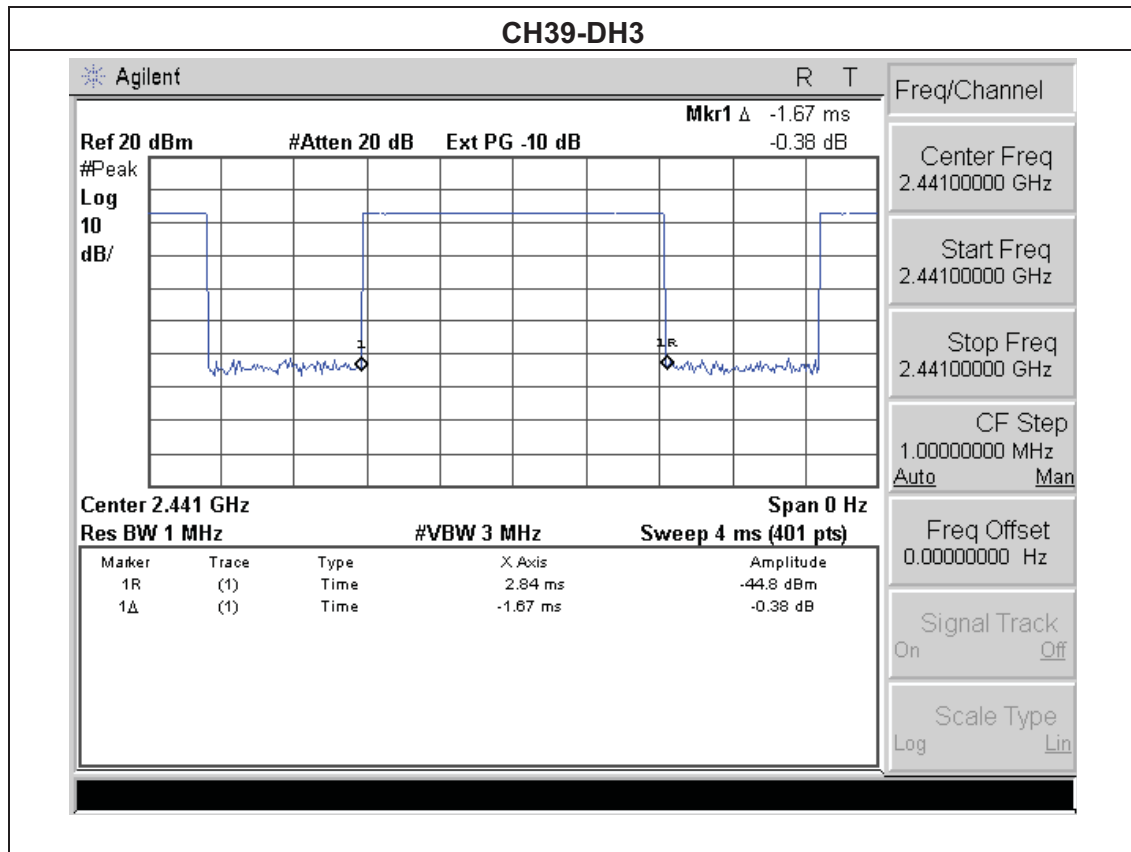 CH39-DH3
Agilent R T
Mkr1 Δ -1.67 ms
Ref 20 dBm #Atten 20 dB Ext PG -10 dB -0.38 dB
#Peak
Log
10
dB/
1
1R
Center 2.441 GHz Span 0 Hz
Res BW 1 MHz #VBW 3 MHz Sweep 4 ms (401 pts)
Marker Trace Type X Axis Amplitude
1R (1) Time 2.84 ms -44.8 dBm
1Δ (1) Time -1.67 ms -0.38 dB
Freq/Channel
Center Freq
2.44100000 GHz
Start Freq
2.44100000 GHz
Stop Freq
2.44100000 GHz
CF Step
1.00000000 MHz
Auto Man
Freq Offset
0.00000000 Hz
Signal Track
On Off
Scale Type
Log Lin